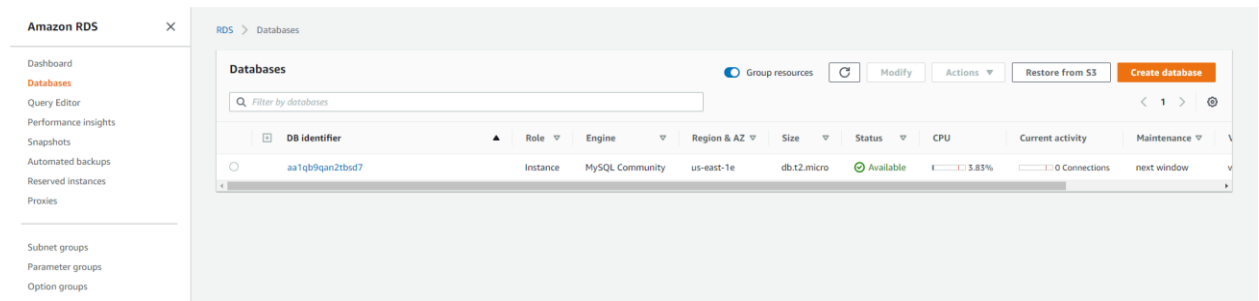 Amazon RDS
RDS > Databases
Dashboard
Databases
Query Editor
Performance insights
Snapshots
Automated backups
Reserved instances
Proxies
Subnet groups
Parameter groups
Option groups
Databases
Group resources
Modify
Actions
Restore from S3
Create database
Filter by databases
1
DB identifier Role Engine Region & AZ Size Status CPU Current activity Maintenance
aa1qb9qan2tbsd7 Instance MySQL Community us-east-1e db.t2.micro Available 3.83% 0 Connections next window